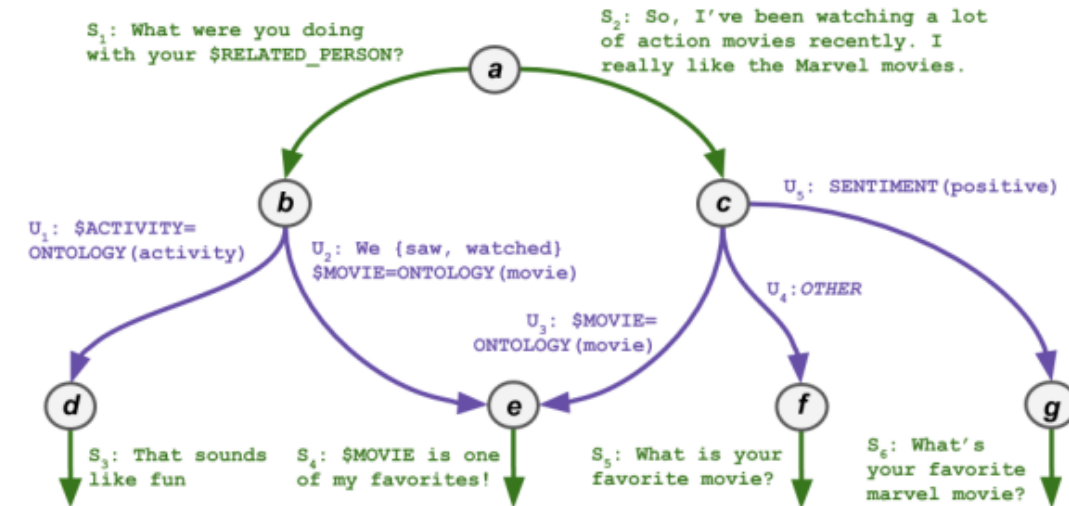 S1: What were you doing
with your $RELATED_PERSON?
S2: So, I've been watching a lot
of action movies recently. I
really like the Marvel movies.
a
b
c
U5: SENTIMENT(positive)
U1: $ACTIVITY=
ONTOLOGY(activity)
U2: We {saw, watched}
$MOVIE=ONTOLOGY(movie)
U4:OTHER
U3: $MOVIE=
ONTOLOGY(movie)
d
e
f
g
S3: That sounds
like fun
S4: $MOVIE is one
of my favorites!
S5: What is your
favorite movie?
S6: What's
your favorite
marvel movie?